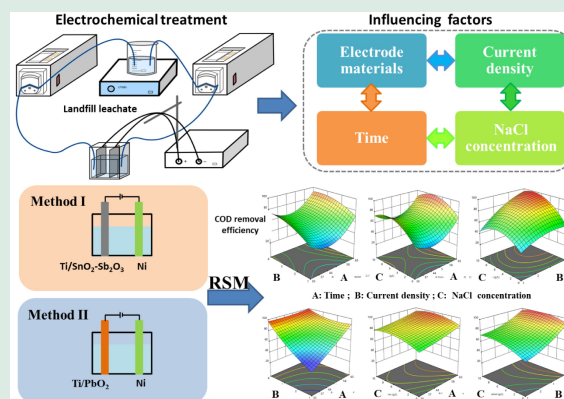 Electrochemical treatment
Landfill leachate
Influencing factors
Electrode materials
Current density
Time
NaCl concentration
Method I
Ti/SnO₂-Sb₂O₃ Ni
Method II
Ti/PbO₂ Ni
RSM
COD removal efficiency
B A C A B C
A: Time ; B: Current density ; C: NaCl concentration
B A C A B C